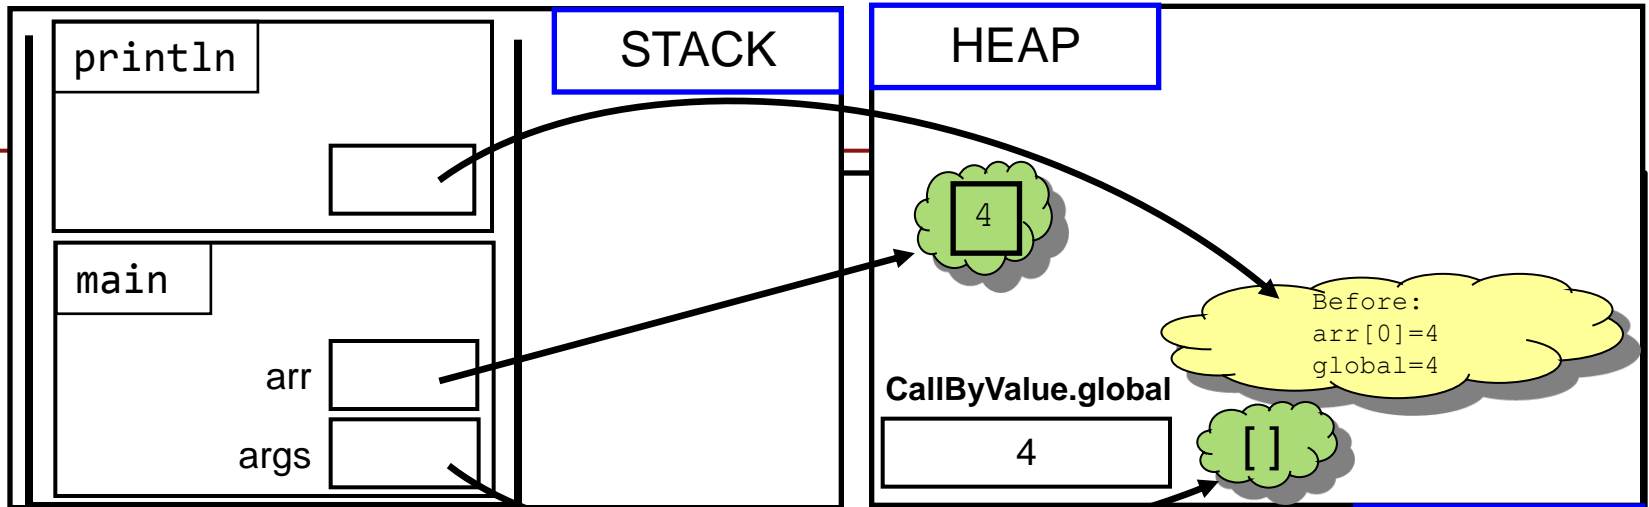 println
STACK
HEAP
4
main
Before:
arr[0]=4
global=4
arr
CallByValue.global
args
4
[]